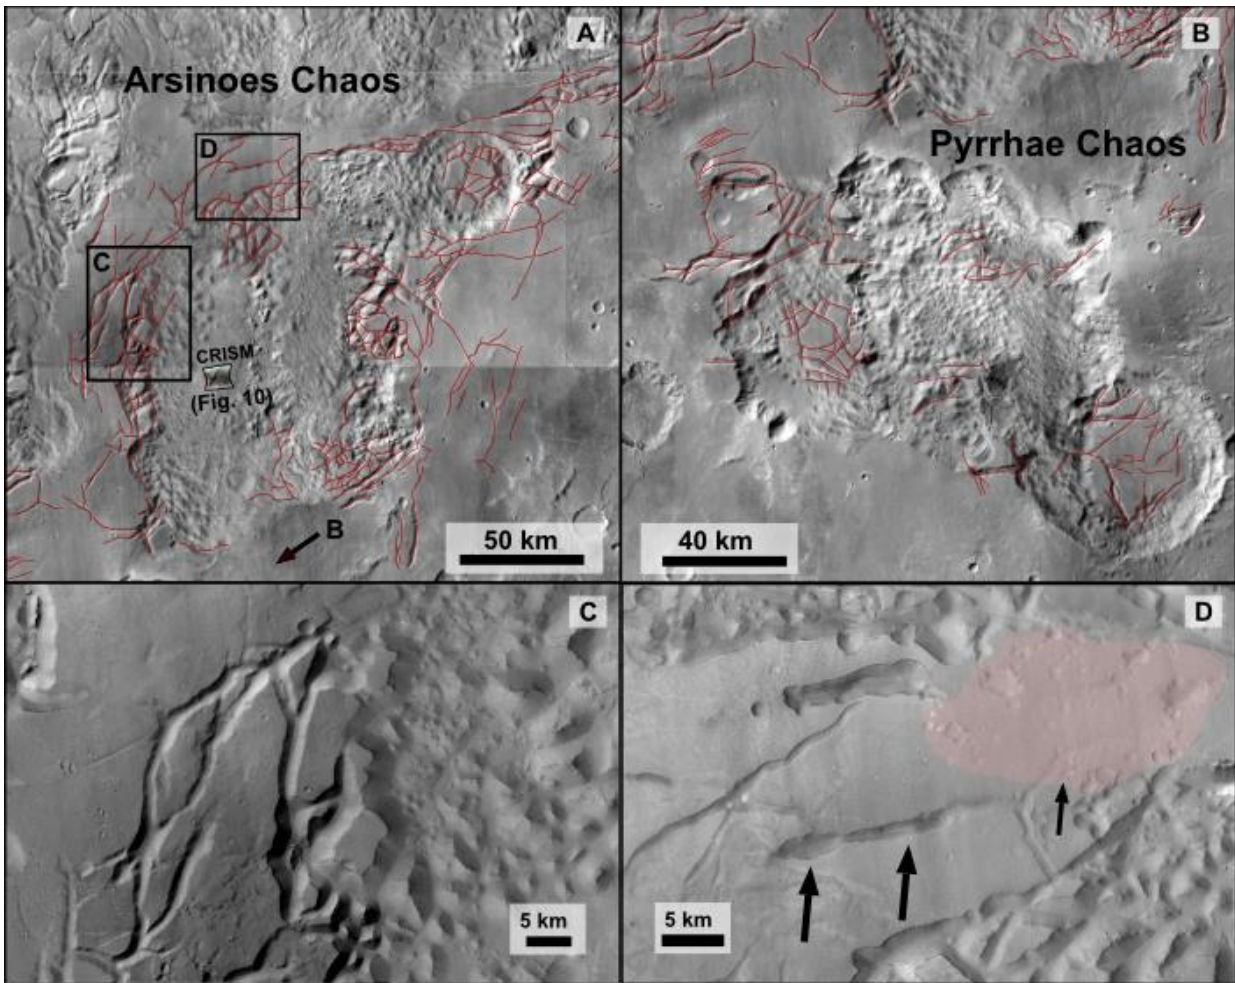 A
Arsinoes Chaos
D
C
CRISM
(Fig. 10)
B
50 km
B
Pyrrhae Chaos
40 km
C
5 km
D
5 km